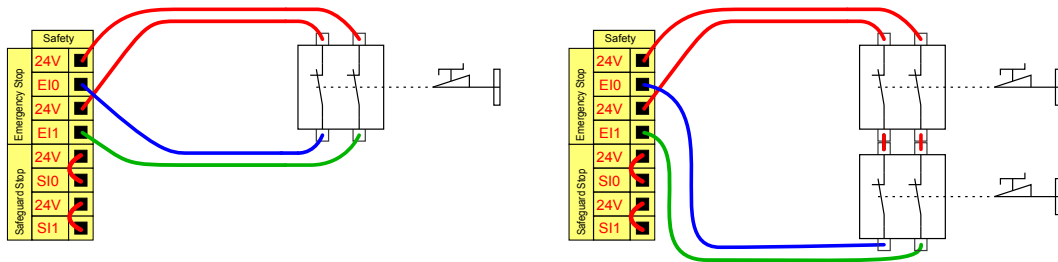 Safety
Emergency Stop
24V
EI0
24V
EI1
Safeguard Stop
24V
SI0
24V
SI1
Safety
Emergency Stop
24V
EI0
24V
EI1
Safeguard Stop
24V
SI0
24V
SI1